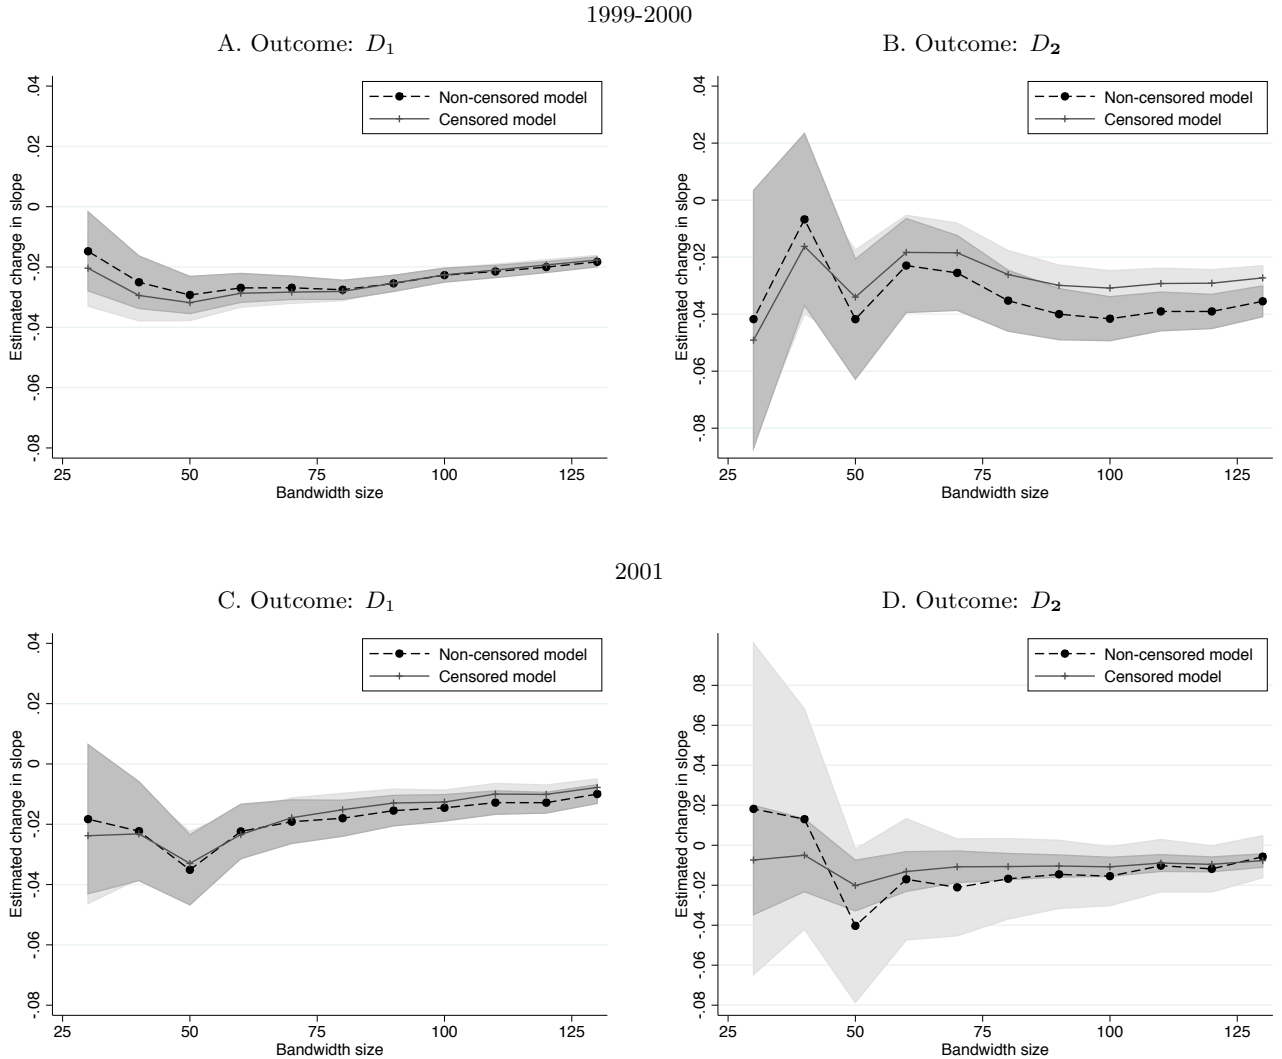 1999-2000
A. Outcome: D₁
Estimated change in slope
.04
.02
0
-.02
-.04
-.06
-.08
Non-censored model
Censored model
25
50
75
100
125
Bandwidth size
B. Outcome: D₂
Estimated change in slope
.04
.02
0
-.02
-.04
-.06
-.08
Non-censored model
Censored model
25
50
75
100
125
Bandwidth size
2001
C. Outcome: D₁
Estimated change in slope
.04
.02
0
-.02
-.04
-.06
-.08
Non-censored model
Censored model
25
50
75
100
125
Bandwidth size
D. Outcome: D₂
Estimated change in slope
.08
.06
.04
.02
0
-.02
-.04
-.06
-.08
Non-censored model
Censored model
25
50
75
100
125
Bandwidth size